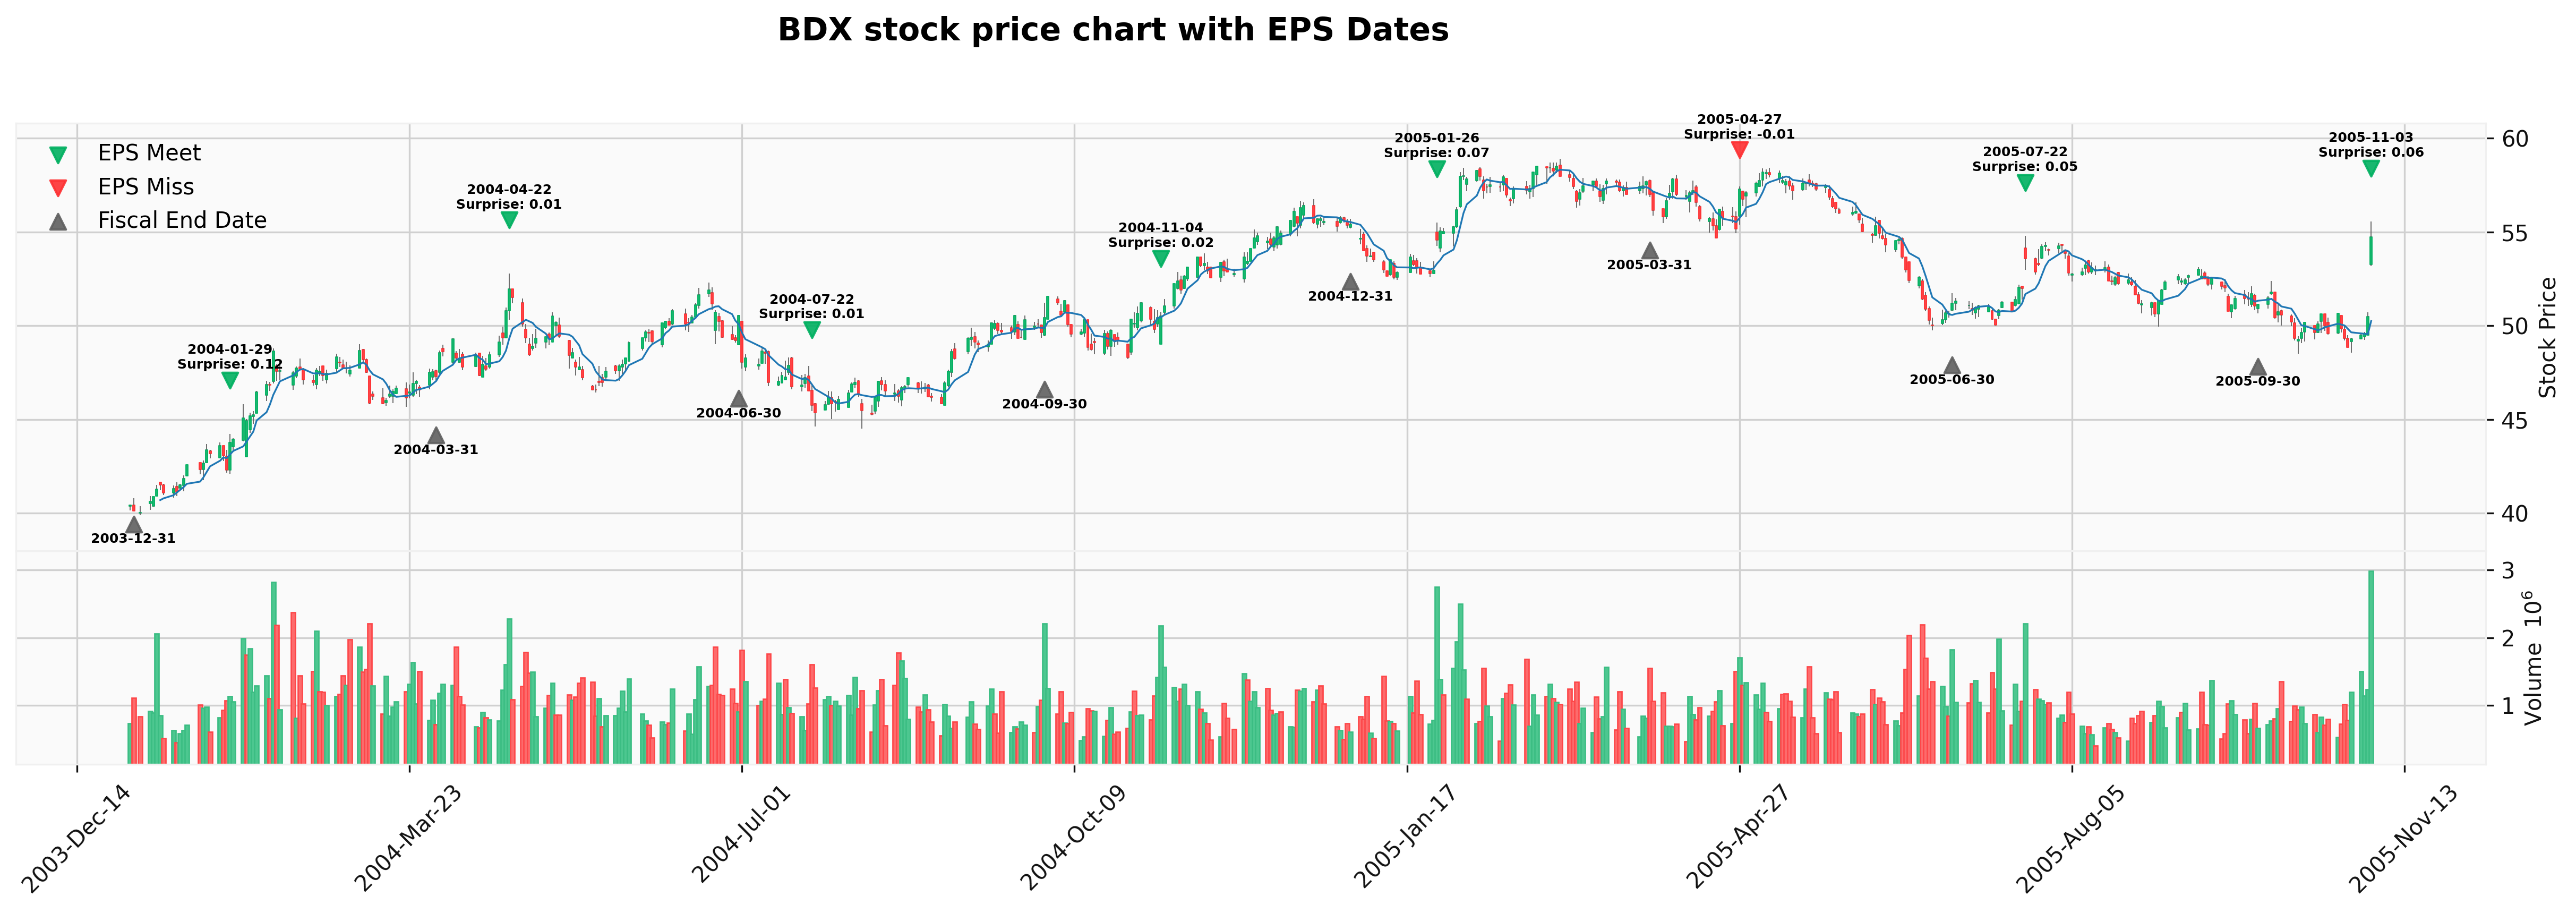 BDX stock price chart with EPS Dates
EPS Meet
EPS Miss
Fiscal End Date
2003-12-31
2004-01-29
Surprise: 0.12
2004-03-31
2004-04-22
Surprise: 0.01
2004-06-30
2004-07-22
Surprise: 0.01
2004-09-30
2004-11-04
Surprise: 0.02
2004-12-31
2005-01-26
Surprise: 0.07
2005-03-31
2005-04-27
Surprise: -0.01
2005-06-30
2005-07-22
Surprise: 0.05
2005-09-30
2005-11-03
Surprise: 0.06
60
55
50
45
40
Stock Price
3
2
1
Volume 10⁶
2003-Dec-14
2004-Mar-23
2004-Jul-01
2004-Oct-09
2005-Jan-17
2005-Apr-27
2005-Aug-05
2005-Nov-13